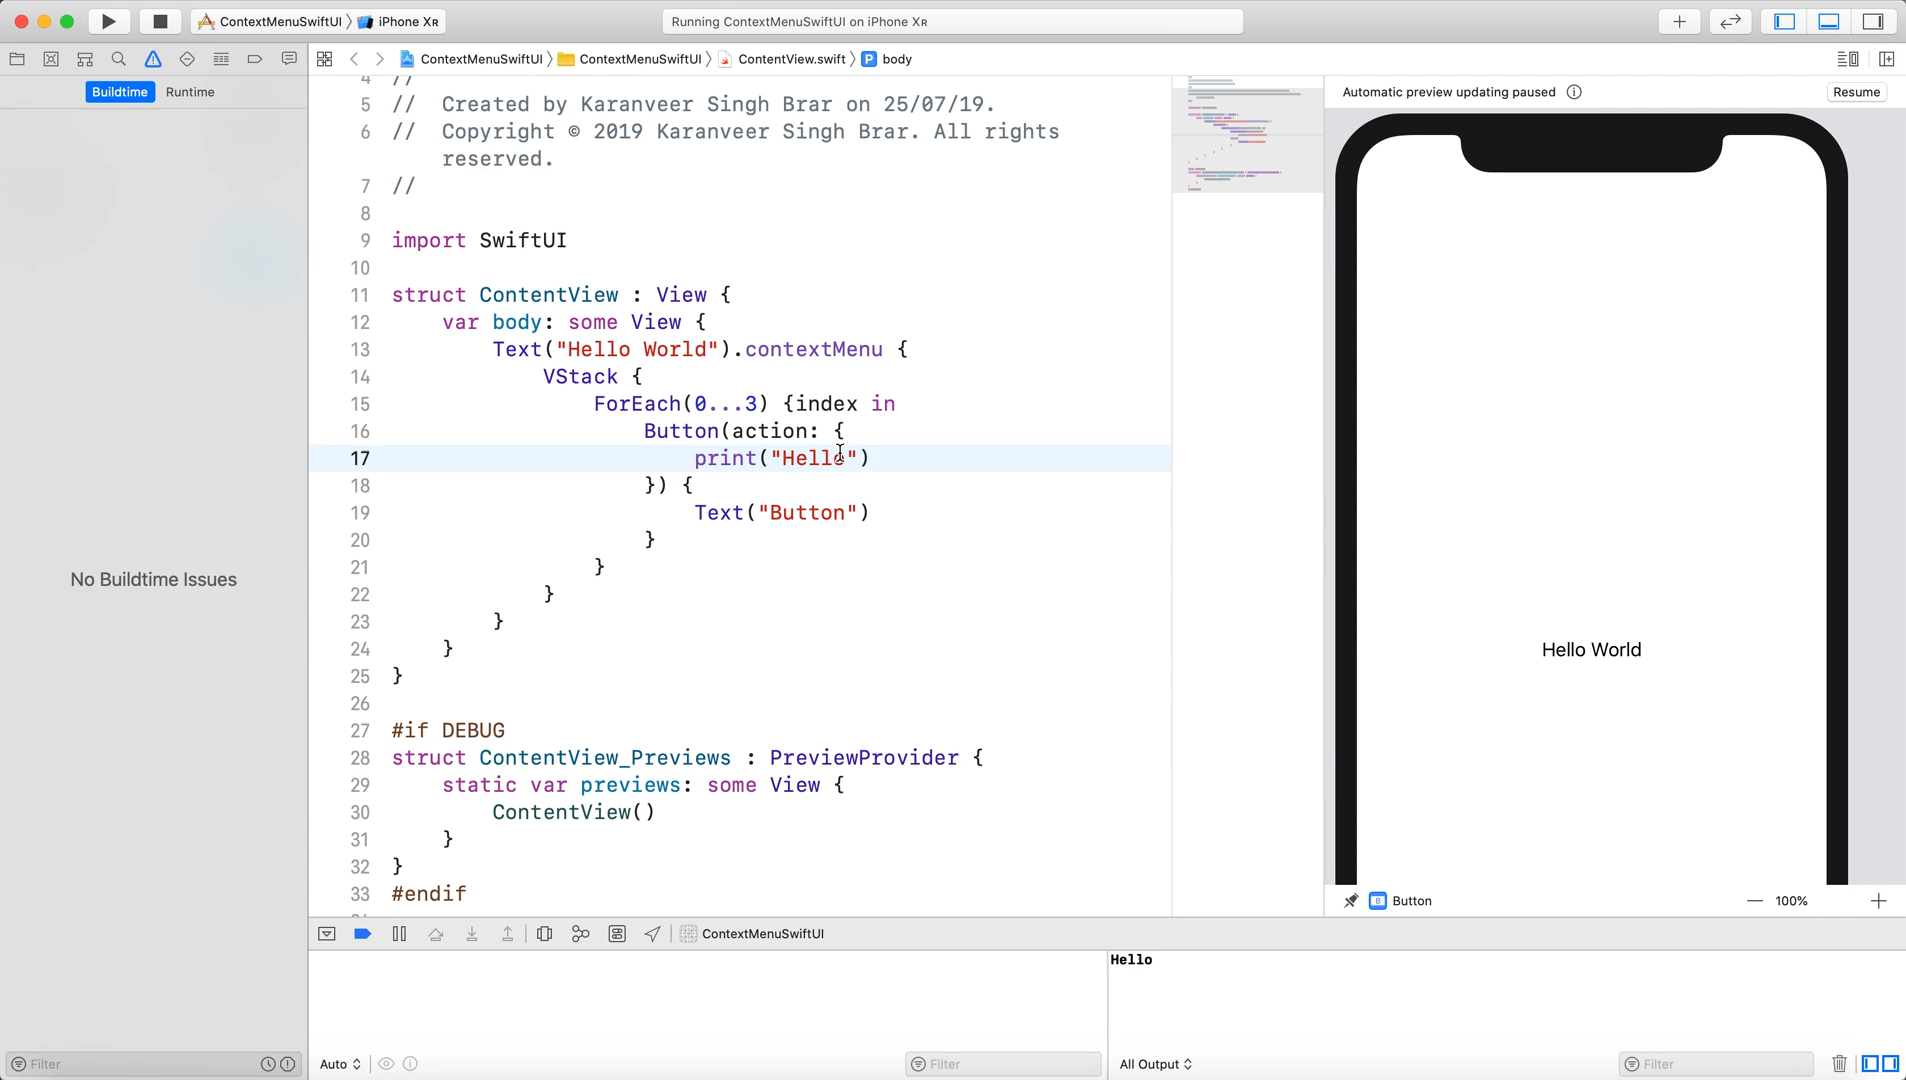 ContextMenuSwiftUI iPhone XR
Running ContextMenuSwiftUI on iPhone XR
ContextMenuSwiftUI ContextMenuSwiftUI ContentView.swift P body
Buildtime Runtime
Automatic preview updating paused Resume
4 //
5 // Created by Karanveer Singh Brar on 25/07/19.
6 // Copyright © 2019 Karanveer Singh Brar. All rights
reserved.
7 //
8
9 import SwiftUI
10
11 struct ContentView : View {
12 var body: some View {
13 Text("Hello World").contextMenu {
14 VStack {
15 ForEach(0...3) {index in
16 Button(action: {
17 print("Hello")
18 }) {
19 Text("Button")
20 }
21 }
22 }
23 }
24 }
25 }
26
27 #if DEBUG
28 struct ContentView_Previews : PreviewProvider {
29 static var previews: some View {
30 ContentView()
31 }
32 }
33 #endif
No Buildtime Issues
Hello World
B Button
100%
ContextMenuSwiftUI
Hello
Filter
Auto
Filter
All Output
Filter